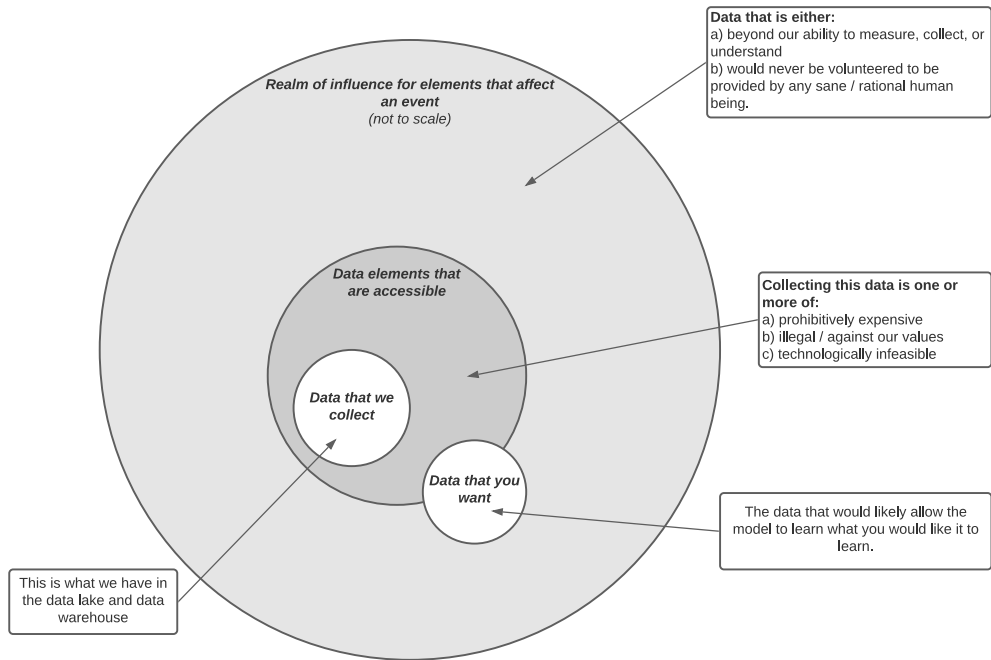 Data that is either:
a) beyond our ability to measure, collect, or
understand
b) would never be volunteered to be
provided by any sane / rational human
being.
Realm of influence for elements that affect
an event
(not to scale)
Data elements that
are accessible
Collecting this data is one or
more of:
a) prohibitively expensive
b) illegal / against our values
c) technologically infeasible
Data that we
collect
Data that you
want
The data that would likely allow the
model to learn what you would like it to
learn.
This is what we have in
the data lake and data
warehouse